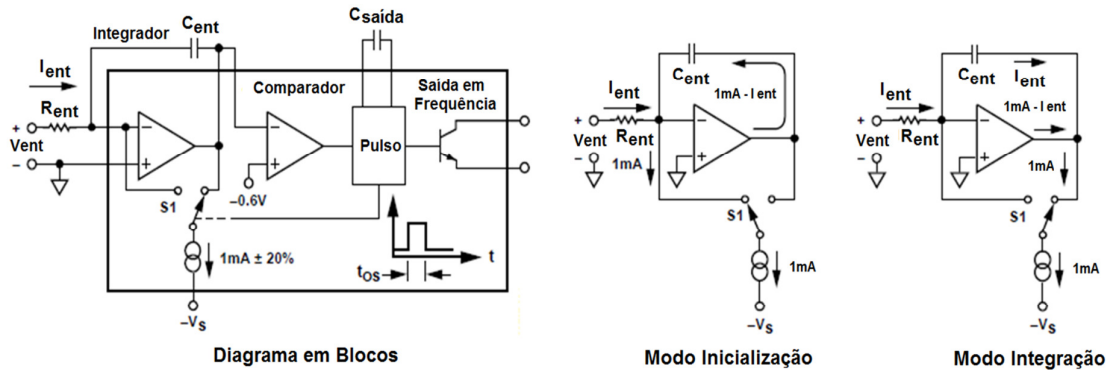 Integrador
Cent
Csaída
Ient
Rent
Comparador
Saída em
Frequência
+
Vent
−
−
+
−
+
Pulso
−0.6V
S1
1mA ± 20%
tos
t
−Vs
Diagrama em Blocos
Cent
Ient
1mA - I ent
Rent
+
Vent
−
−
+
1mA
S1
1mA
−Vs
Modo Inicialização
Cent
Ient
Ient
1mA - I ent
Rent
+
Vent
−
−
+
1mA
S1
1mA
−Vs
Modo Integração